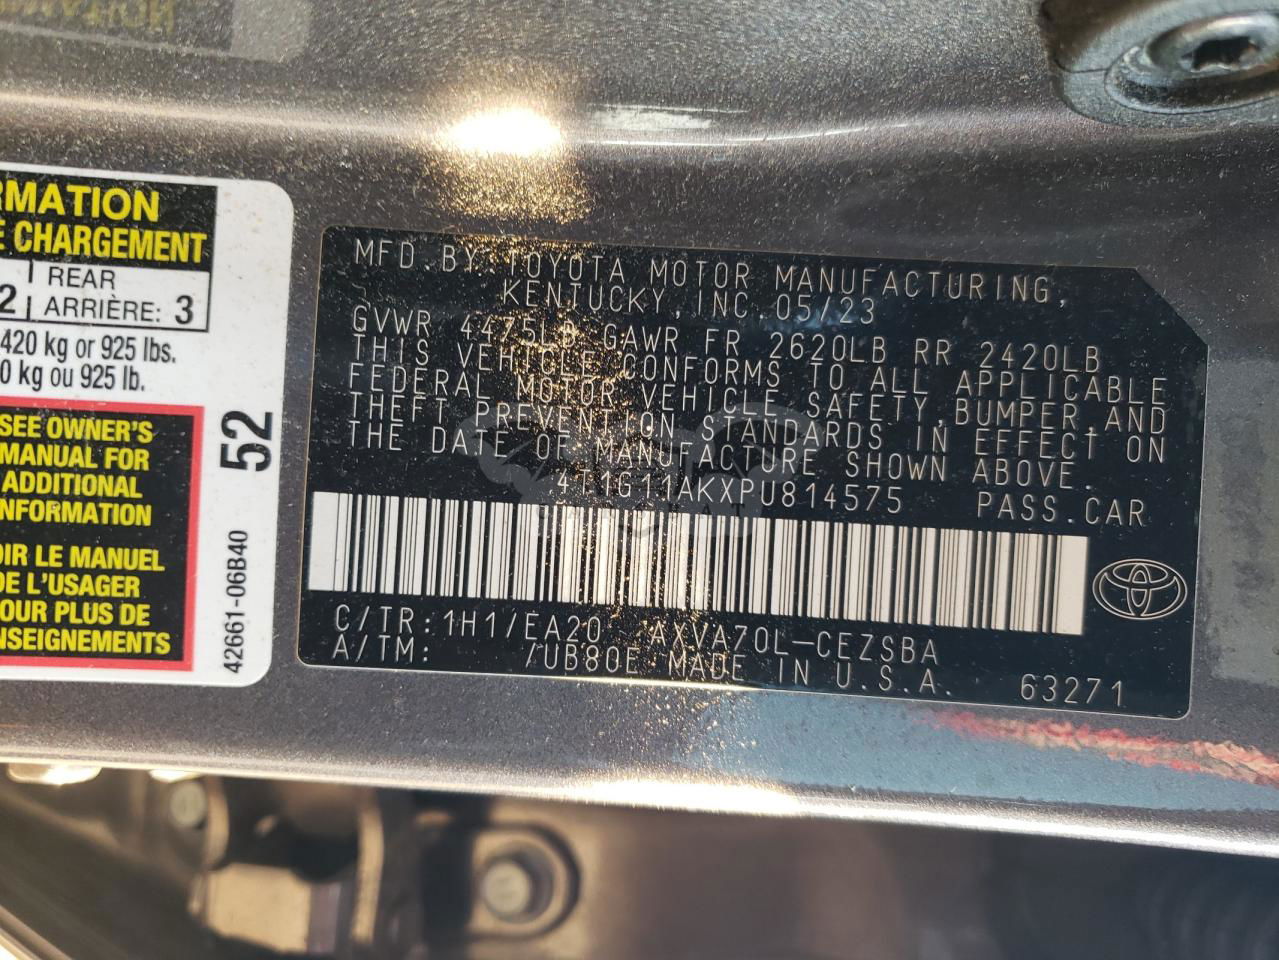 RMATION
E CHARGEMENT
2 REAR
ARRIÈRE: 3
420 kg or 925 lbs.
0 kg ou 925 lb.
SEE OWNER'S
MANUAL FOR
ADDITIONAL
NFORMATION
OIR LE MANUEL
DE L'USAGER
POUR PLUS DE
NSEIGNEMENTS
52
42661-06B40
MFD. BY TOYOTA MOTOR MANUFACTURING,
KENTUCKY, INC. 05/23
GVWR 4475LB GAWR FR 2620LB RR 2420LB
THIS VEHICLE CONFORMS TO ALL APPLICABLE
FEDERAL MOTOR VEHICLE SAFETY, BUMPER, AND
THEFT PREVENTION STANDARDS IN EFFECT ON
THE DATE OF MANUFACTURE SHOWN ABOVE.
4T1G11AKXPU814575 PASS. CAR
C/TR: 1H1/EA20 AXVA70L-CEZSBA
A/TM: /UB80E MADE IN U.S.A. 63271